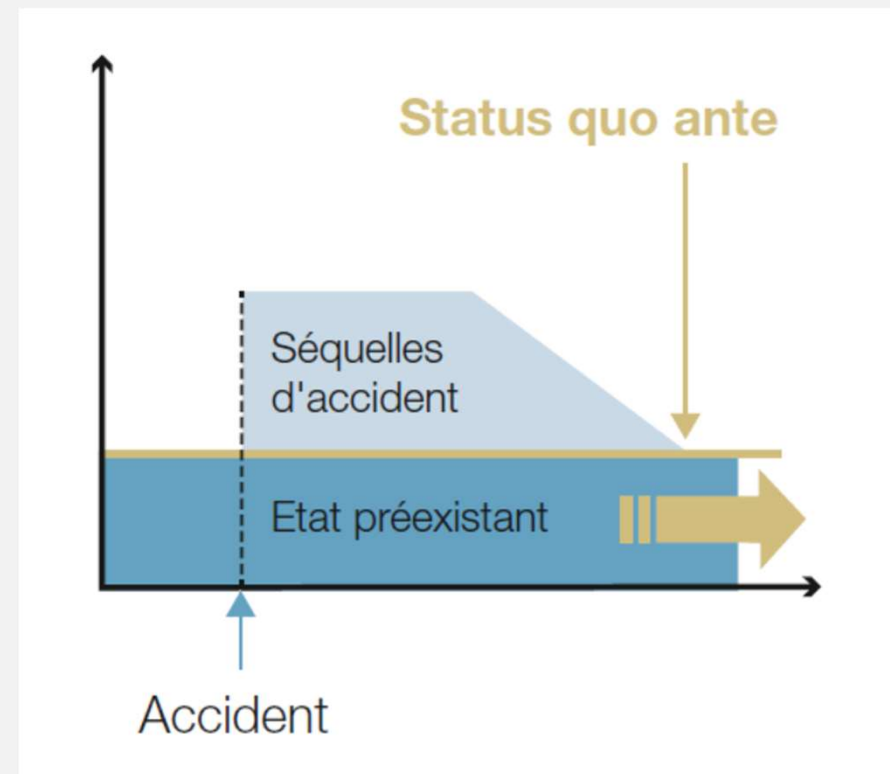 Status quo ante
Séquelles
d'accident
Etat préexistant
Accident